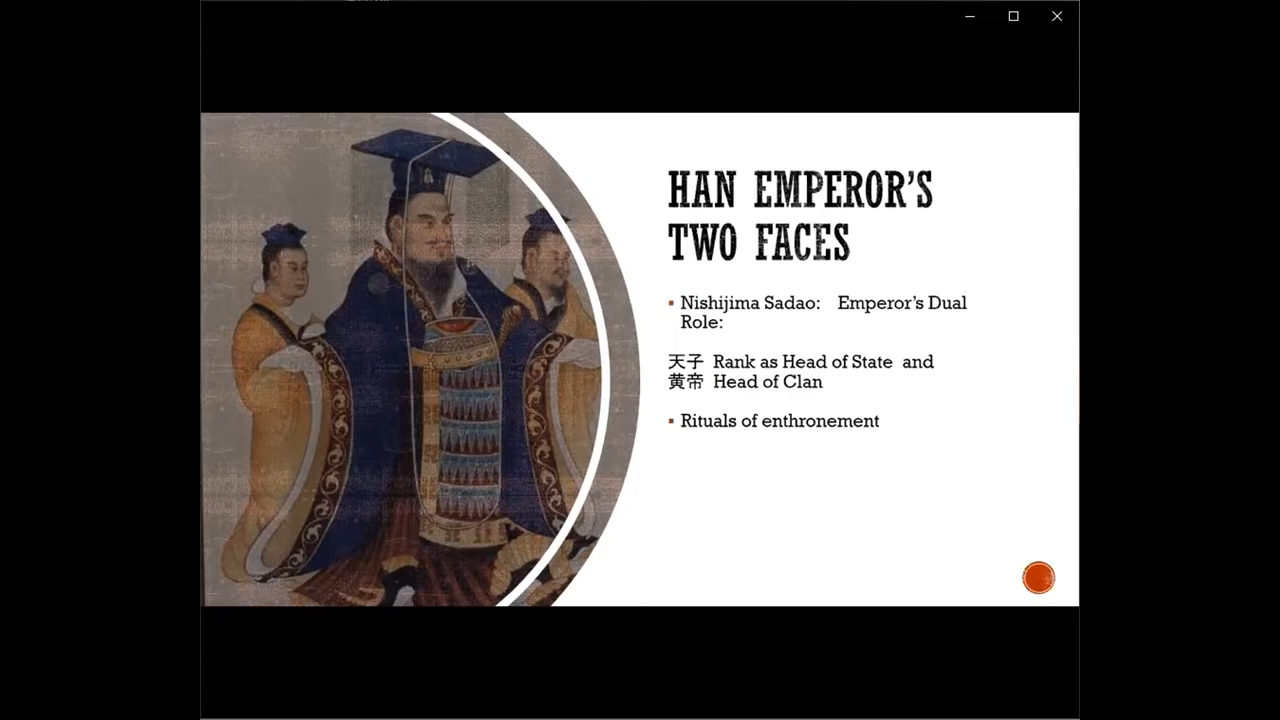 HAN EMPEROR'S
TWO FACES
▪ Nishijima Sadao: Emperor's Dual
Role:
天子 Rank as Head of State and
黄帝 Head of Clan
▪ Rituals of enthronement